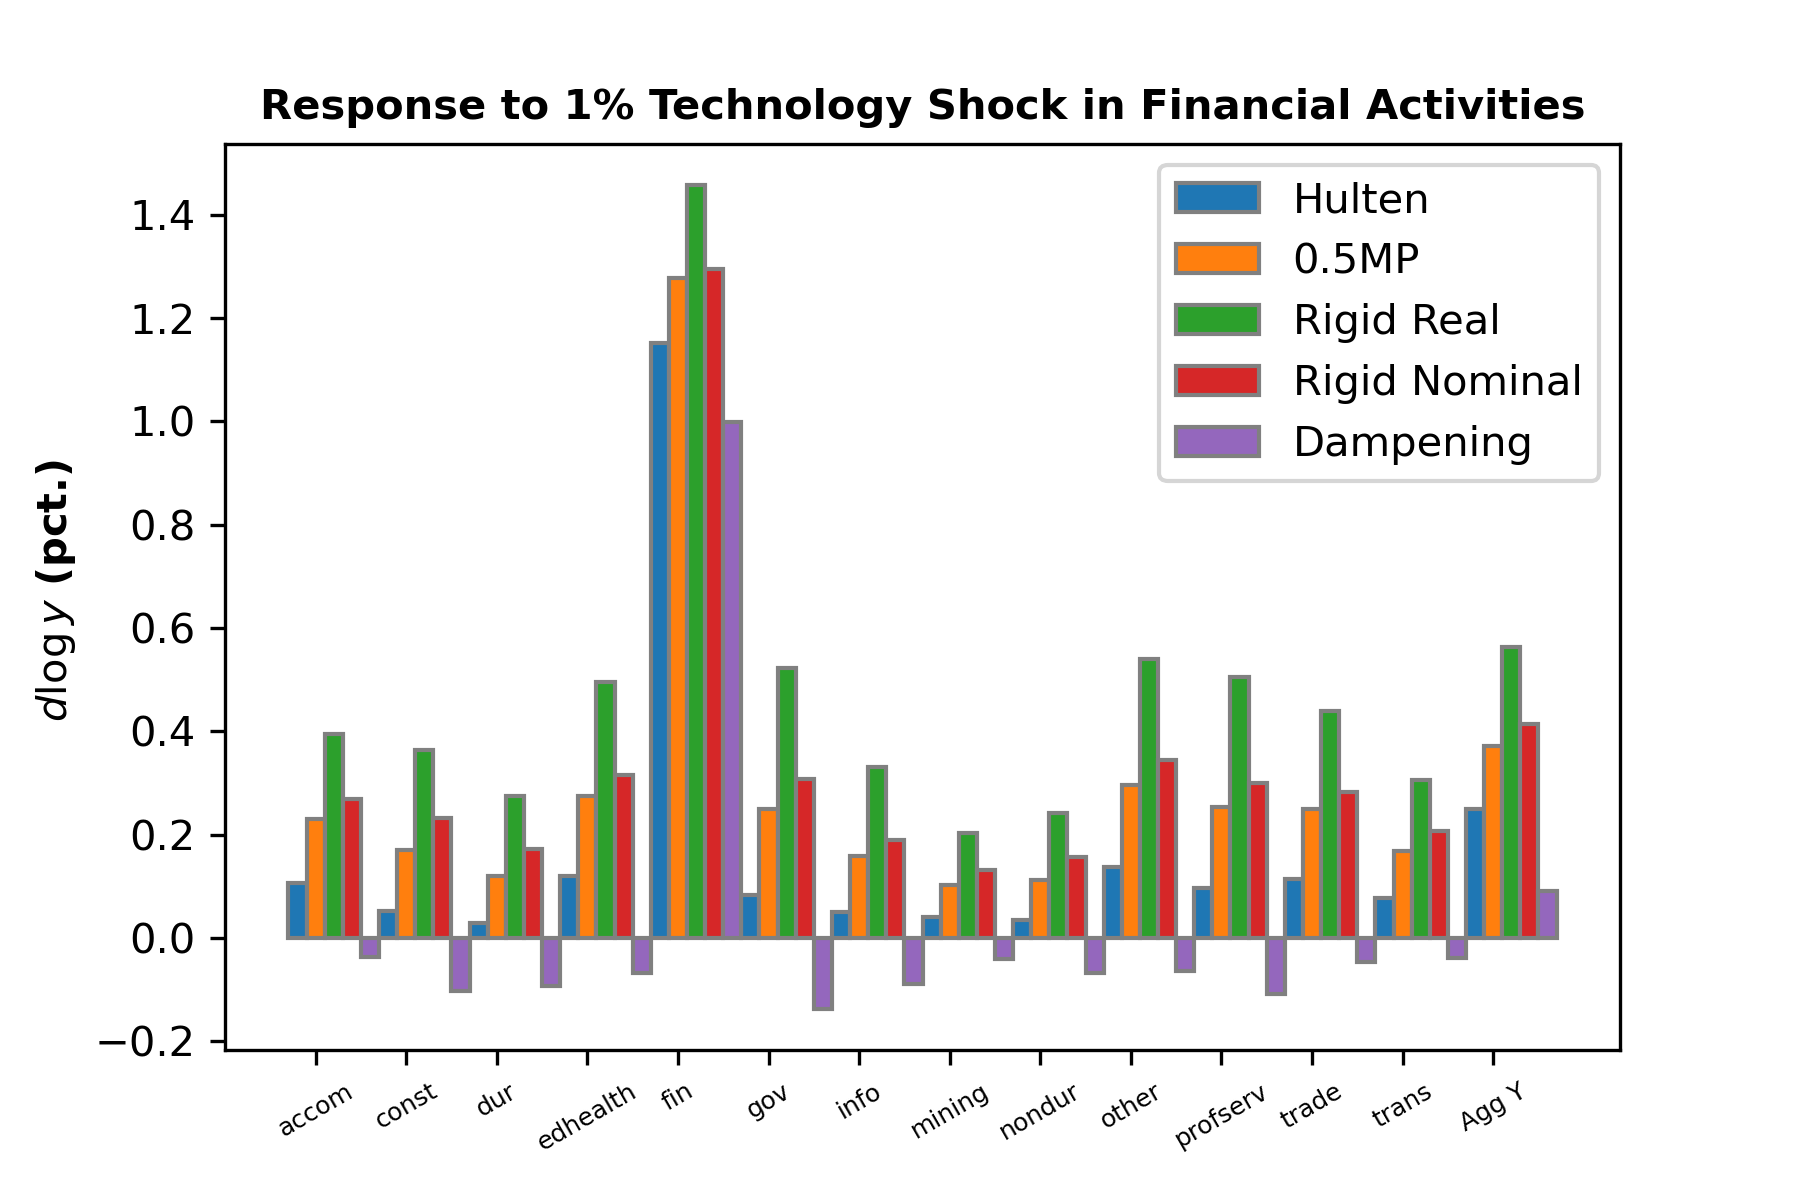 Response to 1% Technology Shock in Financial Activities
Hulten
0.5MP
Rigid Real
Rigid Nominal
Dampening
dlog y (pct.)
1.4
1.2
1.0
0.8
0.6
0.4
0.2
0.0
−0.2
accom const dur edhealth fin gov info mining nondur other profserv trade trans Agg Y